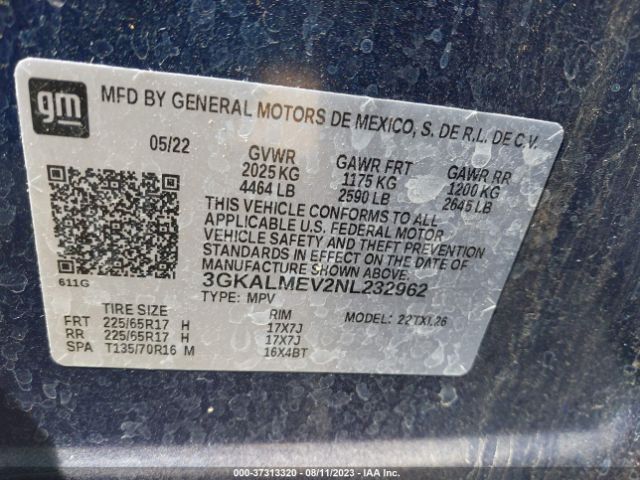 gm
MFD BY GENERAL MOTORS DE MEXICO, S. DE R.L. DE C.V.
05/22
GVWR
2025 KG
4464 LB
GAWR FRT
1175 KG
2590 LB
GAWR RR
1200 KG
2645 LB
THIS VEHICLE CONFORMS TO ALL
APPLICABLE U.S. FEDERAL MOTOR
VEHICLE SAFETY AND THEFT PREVENTION
STANDARDS IN EFFECT ON THE DATE
OF MANUFACTURE SHOWN ABOVE.
3GKALMEV2NL232962
611G
TYPE: MPV
MODEL: 22TXL26
TIRE SIZE RIM
FRT 225/65R17 H 17X7J
RR 225/65R17 H 17X7J
SPA T135/70R16 M 16X4BT
000-37313320 - 08/11/2023 - IAA Inc.